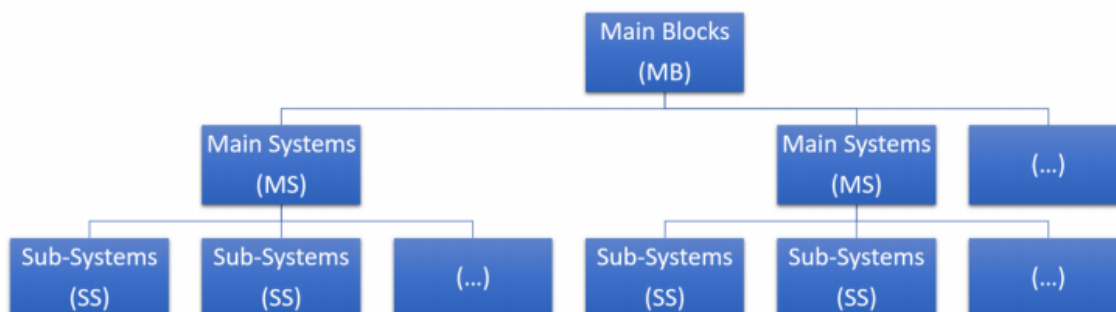 Main Blocks
(MB)
Main Systems
(MS)
Main Systems
(MS)
(...)
Sub-Systems
(SS)
Sub-Systems
(SS)
(...)
Sub-Systems
(SS)
Sub-Systems
(SS)
(...)